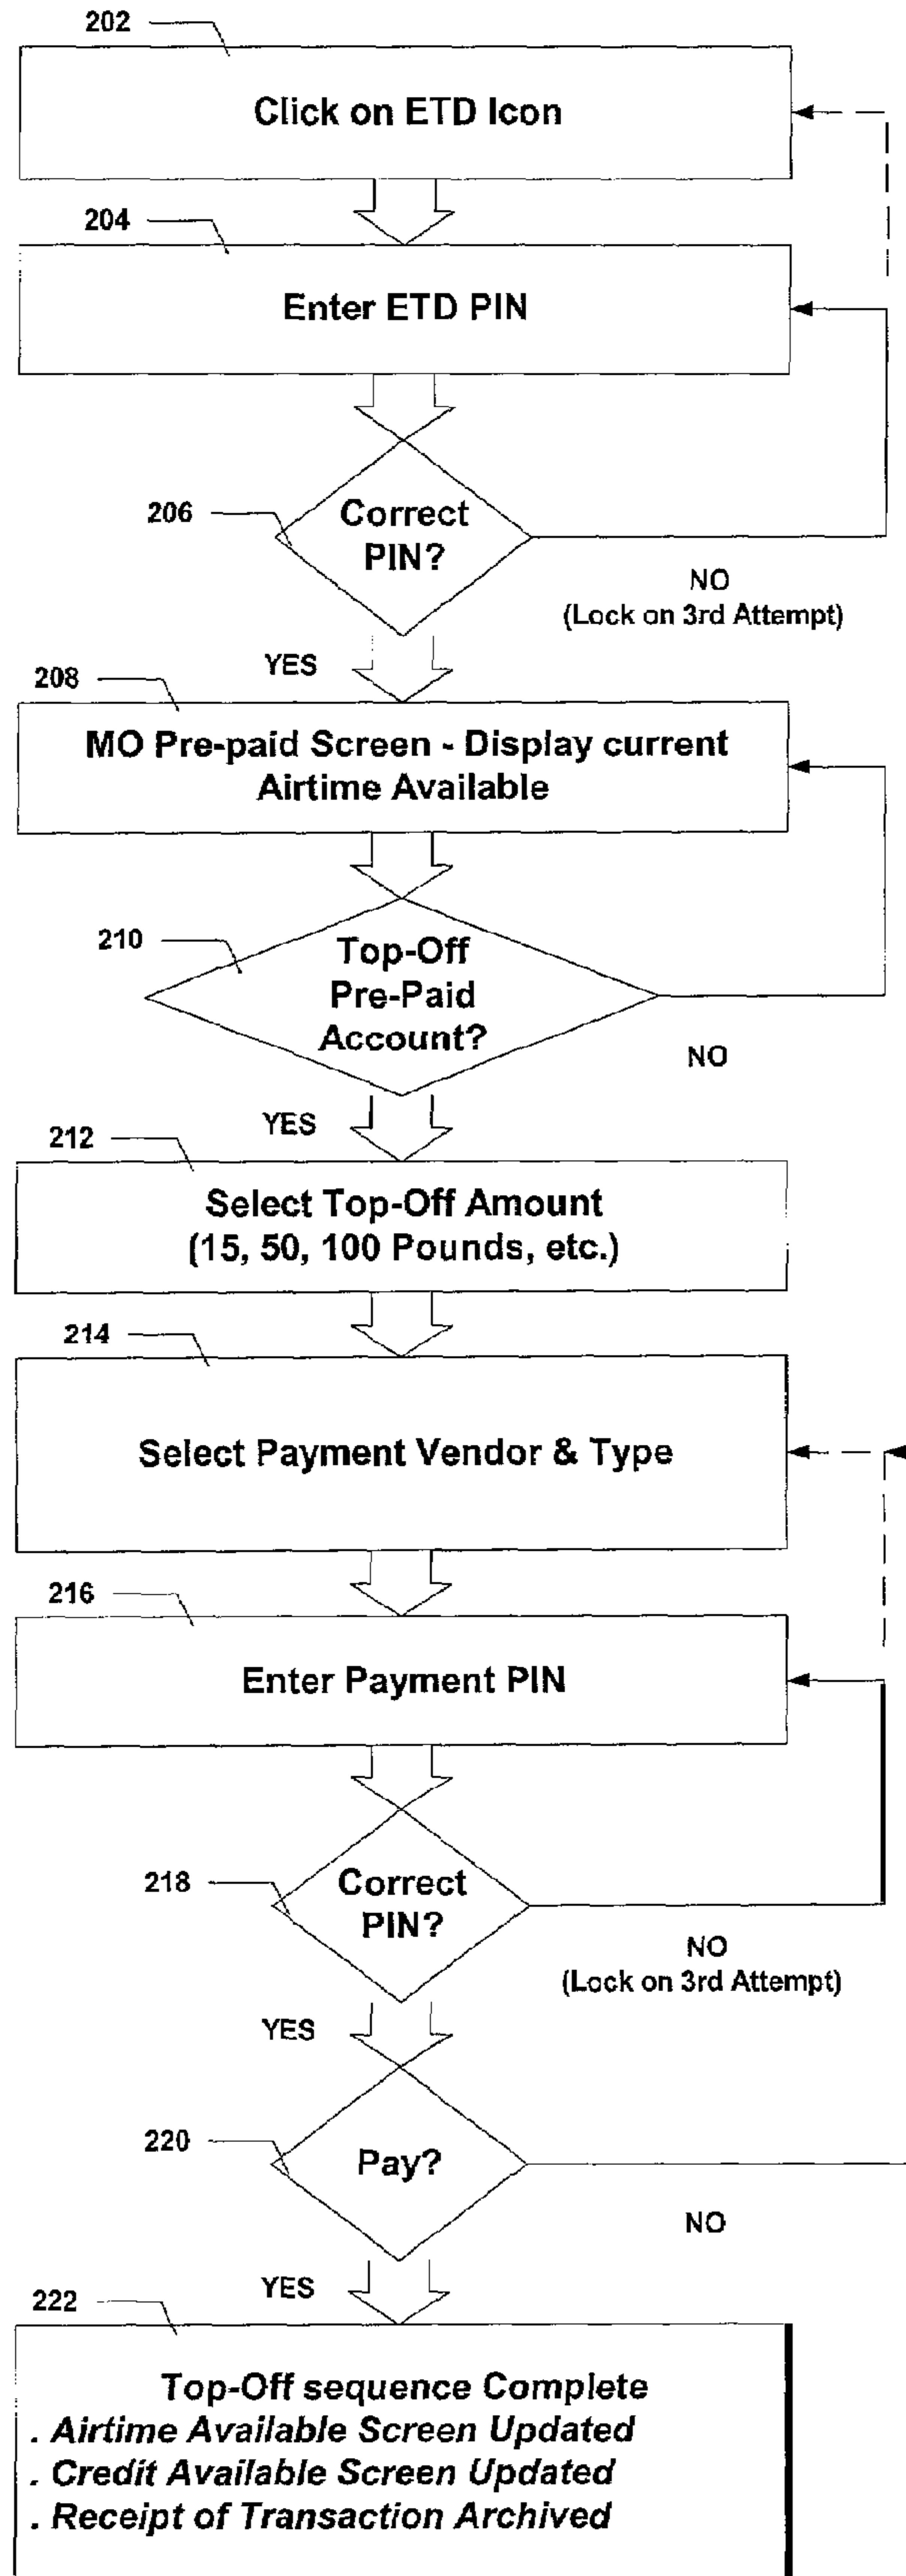 202
Click on ETD Icon
204
Enter ETD PIN
206
Correct
PIN?
NO
(Lock on 3rd Attempt)
YES
208
MO Pre-paid Screen - Display current
Airtime Available
210
Top-Off
Pre-Paid
Account?
NO
YES
212
Select Top-Off Amount
(15, 50, 100 Pounds, etc.)
214
Select Payment Vendor & Type
216
Enter Payment PIN
218
Correct
PIN?
NO
(Lock on 3rd Attempt)
YES
220
Pay?
NO
YES
222
Top-Off sequence Complete
. Airtime Available Screen Updated
. Credit Available Screen Updated
. Receipt of Transaction Archived